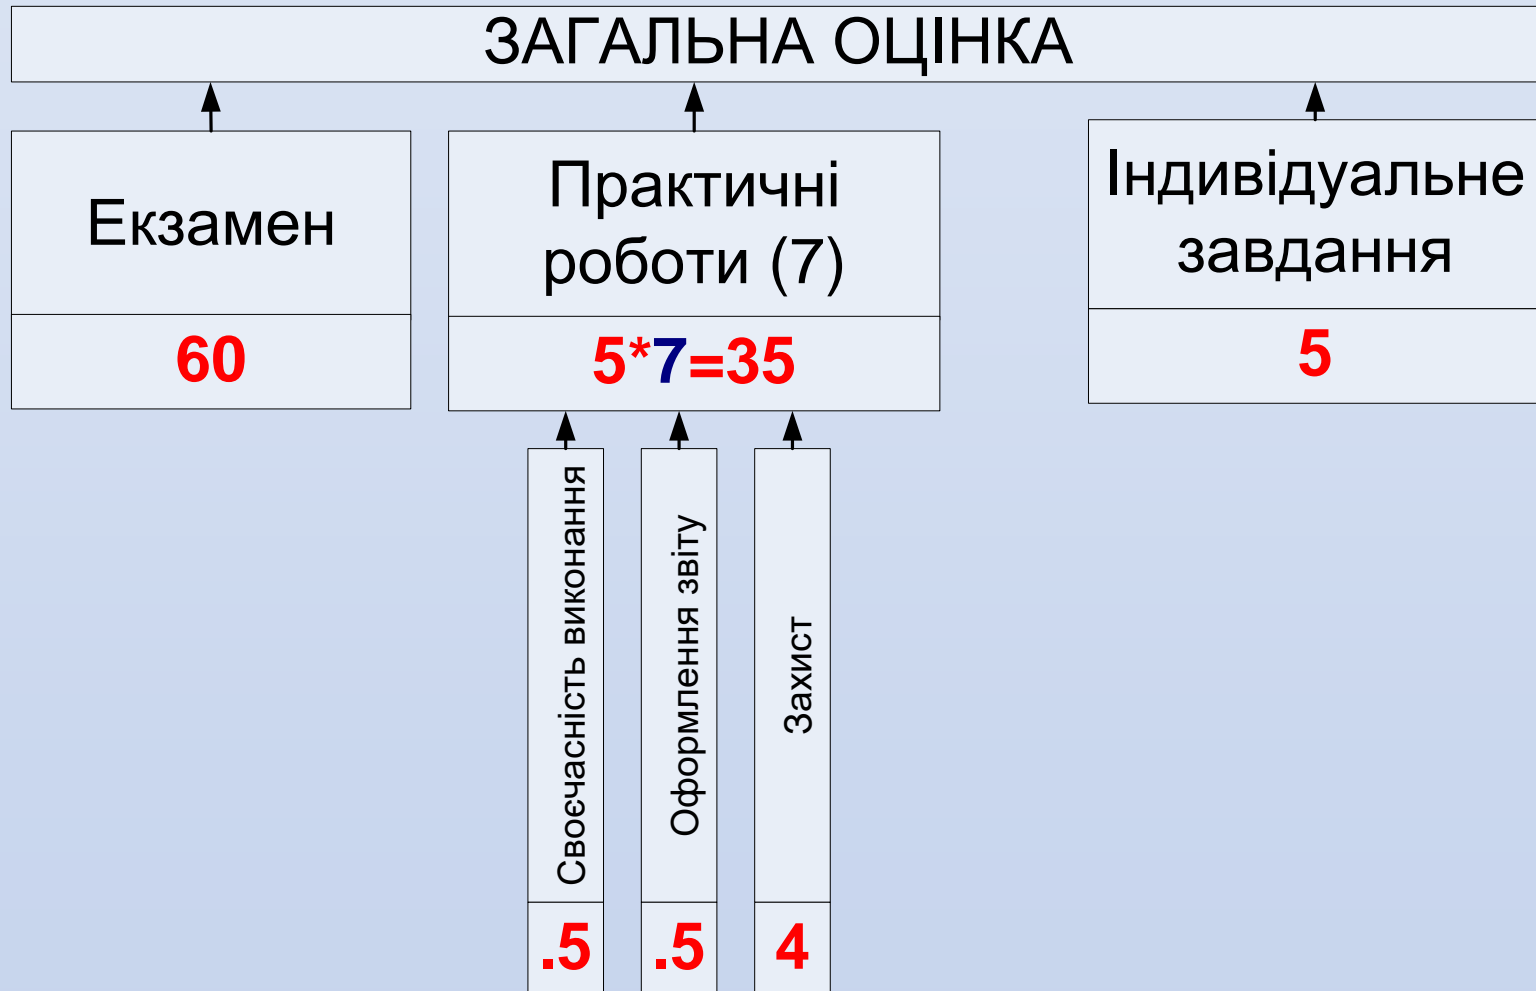 ЗАГАЛЬНА ОЦІНКА
Екзамен
60
Практичні
роботи (7)
5*7=35
Індивідуальне
завдання
5
Своєчасність виконання
.5
Оформлення звіту
.5
Захист
4